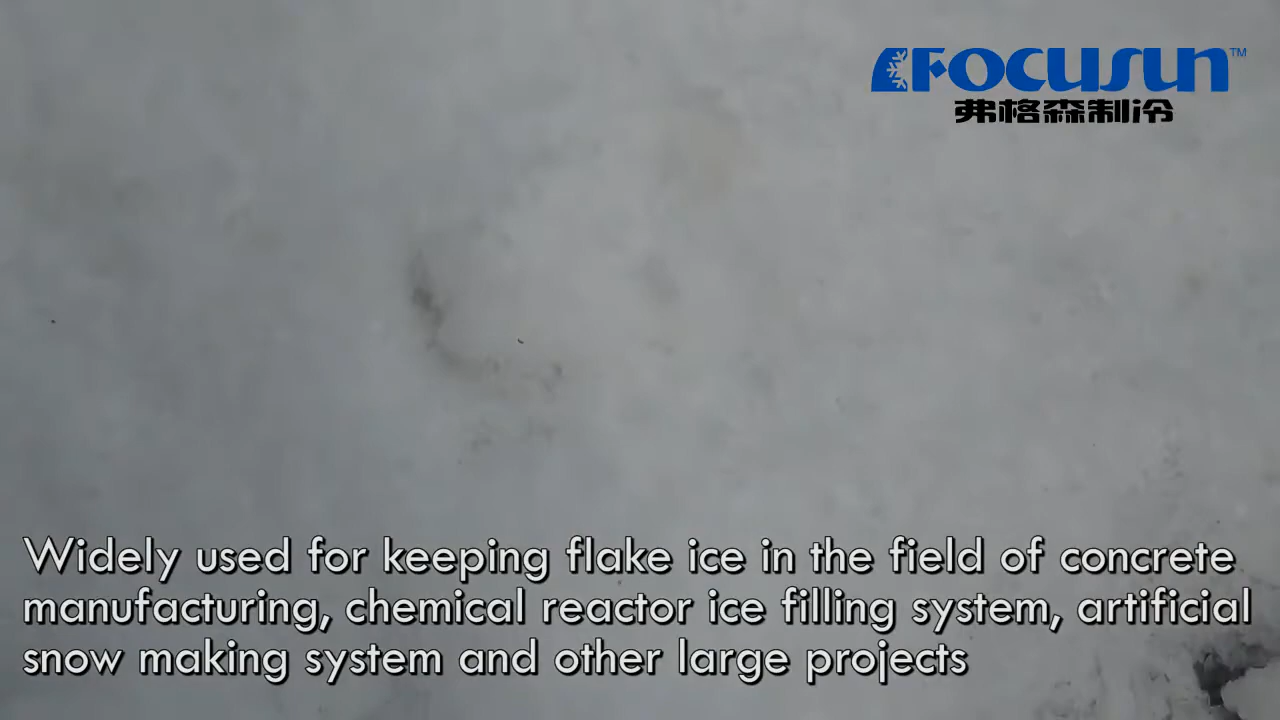 FOCUSUN™
弗格森制冷
Widely used for keeping flake ice in the field of concrete
manufacturing, chemical reactor ice filling system, artificial
snow making system and other large projects